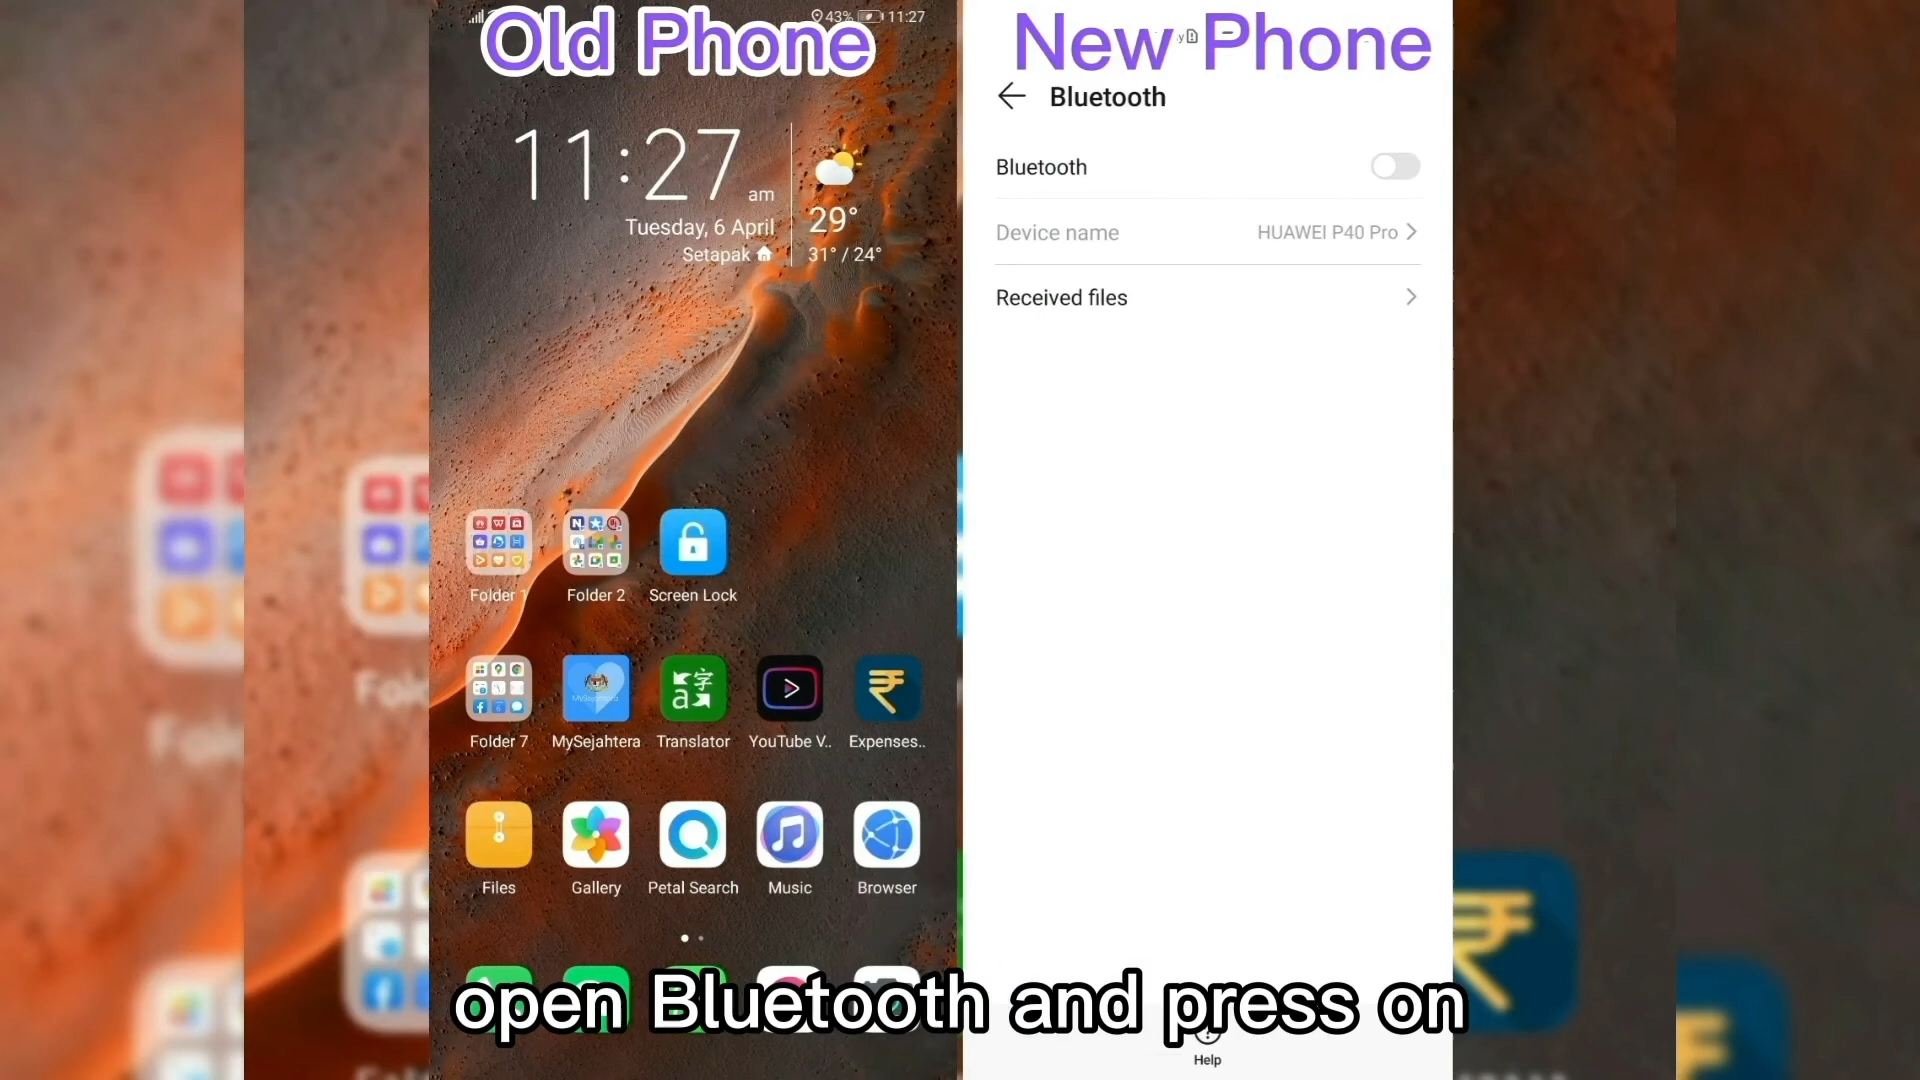 Old Phone
43% 11:27
11:27 am
Tuesday, 6 April
Setapak
29°
31° / 24°
Folder 1
Folder 2
Screen Lock
Folder 7
MySejahtera
Translator
YouTube V..
Expenses..
Files
Gallery
Petal Search
Music
Browser
New Phone
Bluetooth
Bluetooth
Device name HUAWEI P40 Pro
Received files
open Bluetooth and press on
Help